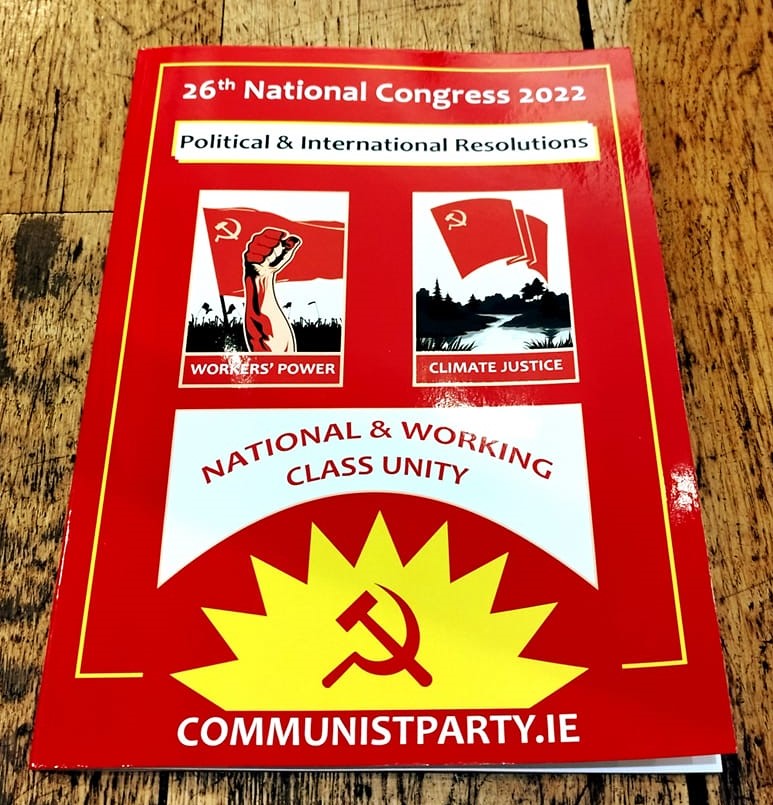 26th National Congress 2022
Political & International Resolutions
WORKERS' POWER
CLIMATE JUSTICE
NATIONAL & WORKING
CLASS UNITY
COMMUNISTPARTY.IE